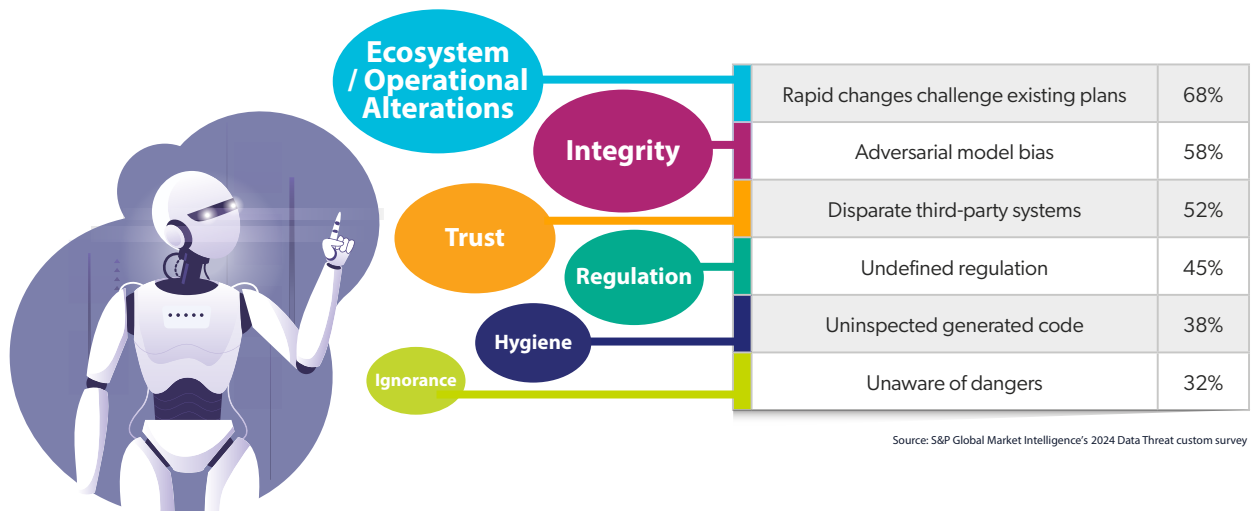 Ecosystem
/ Operational
Alterations
Rapid changes challenge existing plans 68%
Integrity
Adversarial model bias 58%
Trust
Disparate third-party systems 52%
Regulation
Undefined regulation 45%
Hygiene
Uninspected generated code 38%
Ignorance
Unaware of dangers 32%
Source: S&P Global Market Intelligence's 2024 Data Threat custom survey